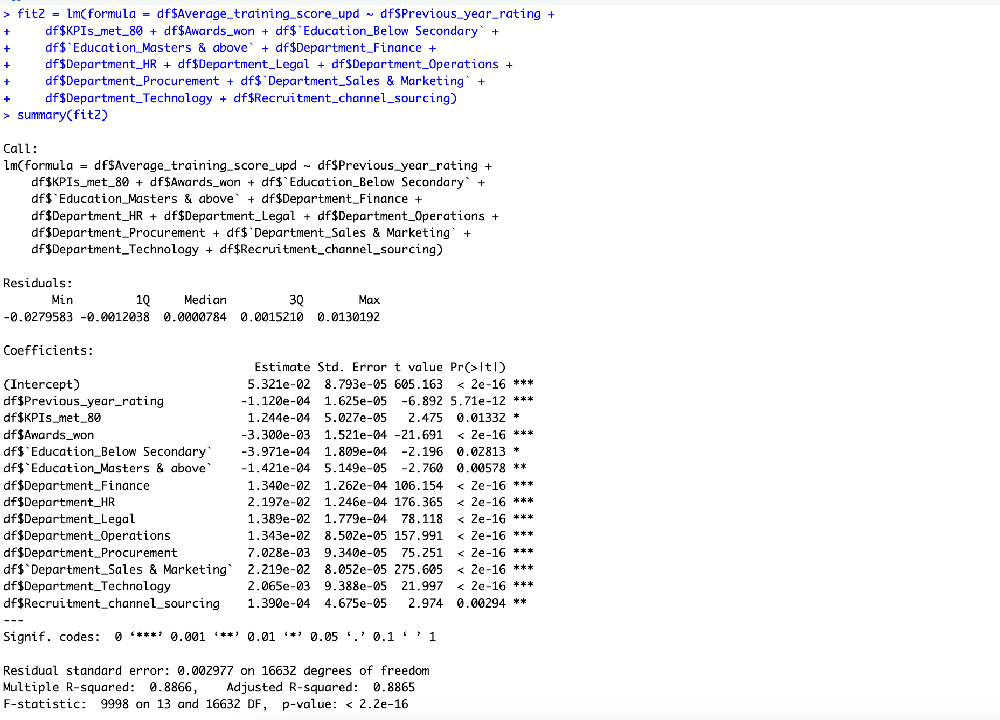 > fit2 = lm(formula = df$Average_training_score_upd ~ df$Previous_year_rating +
+     df$KPIs_met_80 + df$Awards_won + df$`Education_Below Secondary` +
+     df$`Education_Masters & above` + df$Department_Finance +
+     df$Department_HR + df$Department_Legal + df$Department_Operations +
+     df$Department_Procurement + df$`Department_Sales & Marketing` +
+     df$Department_Technology + df$Recruitment_channel_sourcing)
> summary(fit2)

Call:
lm(formula = df$Average_training_score_upd ~ df$Previous_year_rating +
    df$KPIs_met_80 + df$Awards_won + df$`Education_Below Secondary` +
    df$`Education_Masters & above` + df$Department_Finance +
    df$Department_HR + df$Department_Legal + df$Department_Operations +
    df$Department_Procurement + df$`Department_Sales & Marketing` +
    df$Department_Technology + df$Recruitment_channel_sourcing)

Residuals:
       Min         1Q     Median         3Q        Max
-0.0279583 -0.0012038  0.0000784  0.0015210  0.0130192

Coefficients:
                                    Estimate Std. Error t value Pr(>|t|)
(Intercept)                        5.321e-02  8.793e-05 605.163  < 2e-16 ***
df$Previous_year_rating           -1.120e-04  1.625e-05  -6.892 5.71e-12 ***
df$KPIs_met_80                     1.244e-04  5.027e-05   2.475  0.01332 *
df$Awards_won                     -3.300e-03  1.521e-04 -21.691  < 2e-16 ***
df$`Education_Below Secondary`    -3.971e-04  1.809e-04  -2.196  0.02813 *
df$`Education_Masters & above`    -1.421e-04  5.149e-05  -2.760  0.00578 **
df$Department_Finance              1.340e-02  1.262e-04 106.154  < 2e-16 ***
df$Department_HR                   2.197e-02  1.246e-04 176.365  < 2e-16 ***
df$Department_Legal                1.389e-02  1.779e-04  78.118  < 2e-16 ***
df$Department_Operations           1.343e-02  8.502e-05 157.991  < 2e-16 ***
df$Department_Procurement          7.028e-03  9.340e-05  75.251  < 2e-16 ***
df$`Department_Sales & Marketing`  2.219e-02  8.052e-05 275.605  < 2e-16 ***
df$Department_Technology           2.065e-03  9.388e-05  21.997  < 2e-16 ***
df$Recruitment_channel_sourcing    1.390e-04  4.675e-05   2.974  0.00294 **
---
Signif. codes:  0 ‘***’ 0.001 ‘**’ 0.01 ‘*’ 0.05 ‘.’ 0.1 ‘ ’ 1

Residual standard error: 0.002977 on 16632 degrees of freedom
Multiple R-squared:  0.8866,    Adjusted R-squared:  0.8865
F-statistic:  9998 on 13 and 16632 DF,  p-value: < 2.2e-16